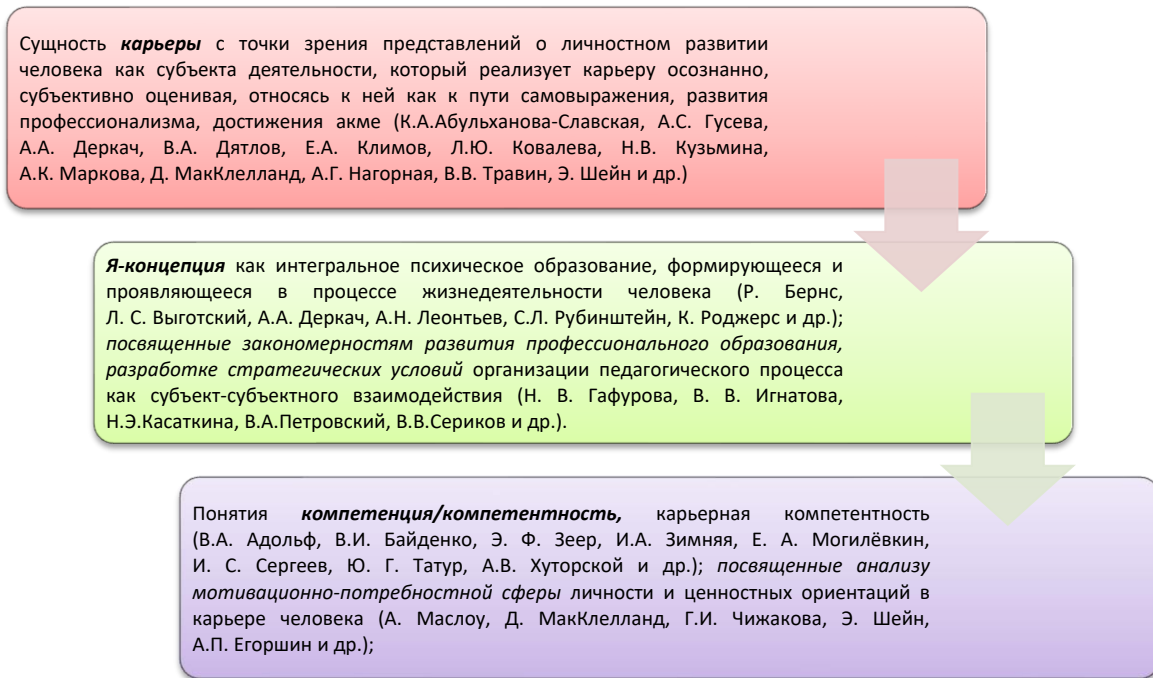 Сущность карьеры с точки зрения представлений о личностном развитии
человека как субъекта деятельности, который реализует карьеру осознанно,
субъективно оценивая, относясь к ней как к пути самовыражения, развития
профессионализма, достижения акме (К.А.Абульханова-Славская, А.С. Гусева,
А.А. Деркач, В.А. Дятлов, Е.А. Климов, Л.Ю. Ковалева, Н.В. Кузьмина,
А.К. Маркова, Д. МакКлелланд, А.Г. Нагорная, В.В. Травин, Э. Шейн и др.)
Я-концепция как интегральное психическое образование, формирующееся и
проявляющееся в процессе жизнедеятельности человека (Р. Бернс,
Л. С. Выготский, А.А. Деркач, А.Н. Леонтьев, С.Л. Рубинштейн, К. Роджерс и др.);
посвященные закономерностям развития профессионального образования,
разработке стратегических условий организации педагогического процесса
как субъект-субъектного взаимодействия (Н. В. Гафурова, В. В. Игнатова,
Н.Э.Касаткина, В.А.Петровский, В.В.Сериков и др.).
Понятия компетенция/компетентность, карьерная компетентность
(В.А. Адольф, В.И. Байденко, Э. Ф. Зеер, И.А. Зимняя, Е. А. Могилёвкин,
И. С. Сергеев, Ю. Г. Татур, А.В. Хуторской и др.); посвященные анализу
мотивационно-потребностной сферы личности и ценностных ориентаций в
карьере человека (А. Маслоу, Д. МакКлелланд, Г.И. Чижакова, Э. Шейн,
А.П. Егоршин и др.);